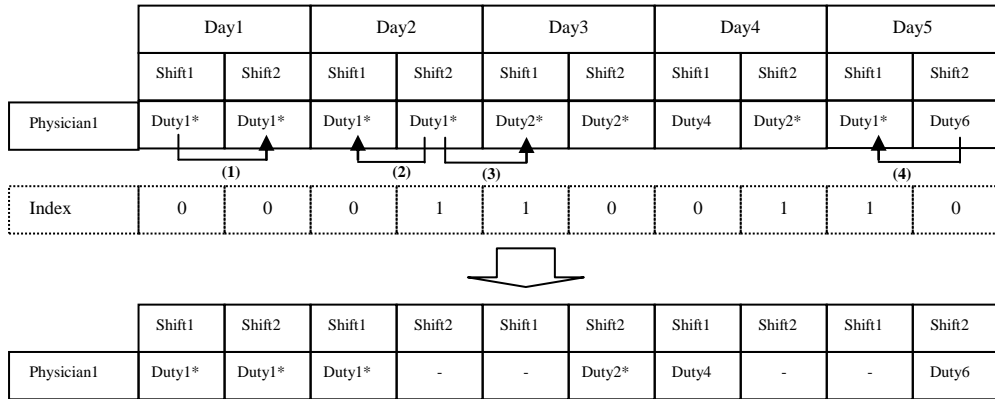 Day1 Day2 Day3 Day4 Day5
Shift1 Shift2 Shift1 Shift2 Shift1 Shift2 Shift1 Shift2 Shift1 Shift2
Physician1 Duty1* Duty1* Duty1* Duty1* Duty2* Duty2* Duty4 Duty2* Duty1* Duty6
(1) (2) (3) (4)
Index 0 0 0 1 1 0 0 1 1 0
Shift1 Shift2 Shift1 Shift2 Shift1 Shift2 Shift1 Shift2 Shift1 Shift2
Physician1 Duty1* Duty1* Duty1* - - Duty2* Duty4 - - Duty6